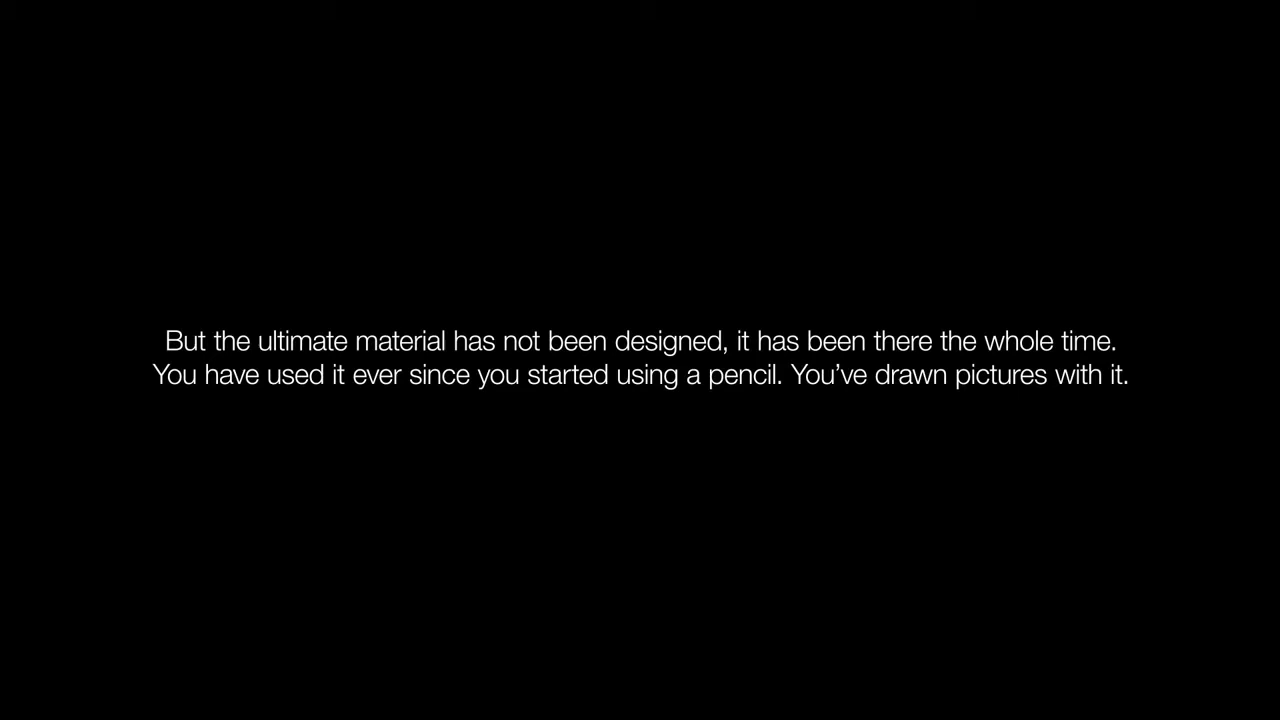 But the ultimate material has not been designed, it has been there the whole time.
You have used it ever since you started using a pencil. You’ve drawn pictures with it.